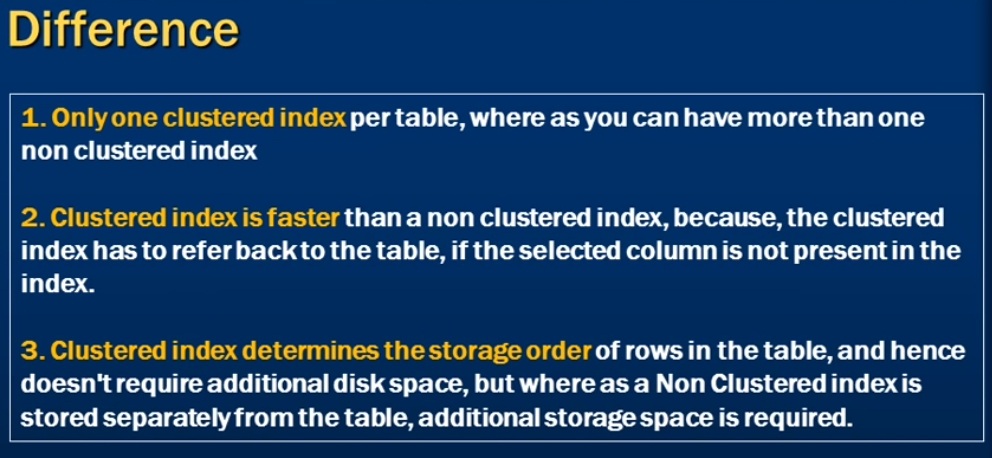 Difference
1. Only one clustered index per table, where as you can have more than one
non clustered index
2. Clustered index is faster than a non clustered index, because, the clustered
index has to refer back to the table, if the selected column is not present in the
index.
3. Clustered index determines the storage order of rows in the table, and hence
doesn't require additional disk space, but where as a Non Clustered index is
stored separately from the table, additional storage space is required.